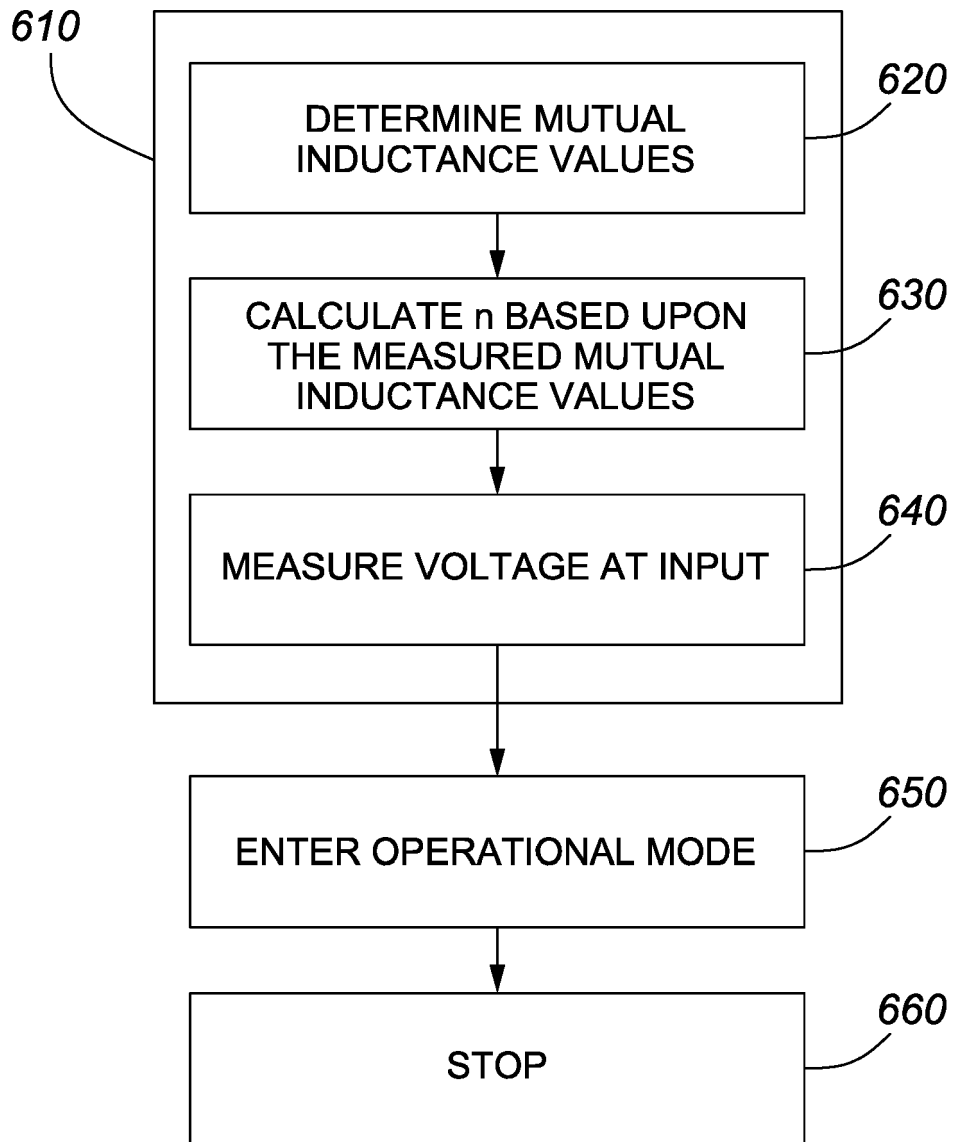 610
620
DETERMINE MUTUAL
INDUCTANCE VALUES
630
CALCULATE n BASED UPON
THE MEASURED MUTUAL
INDUCTANCE VALUES
640
MEASURE VOLTAGE AT INPUT
650
ENTER OPERATIONAL MODE
660
STOP